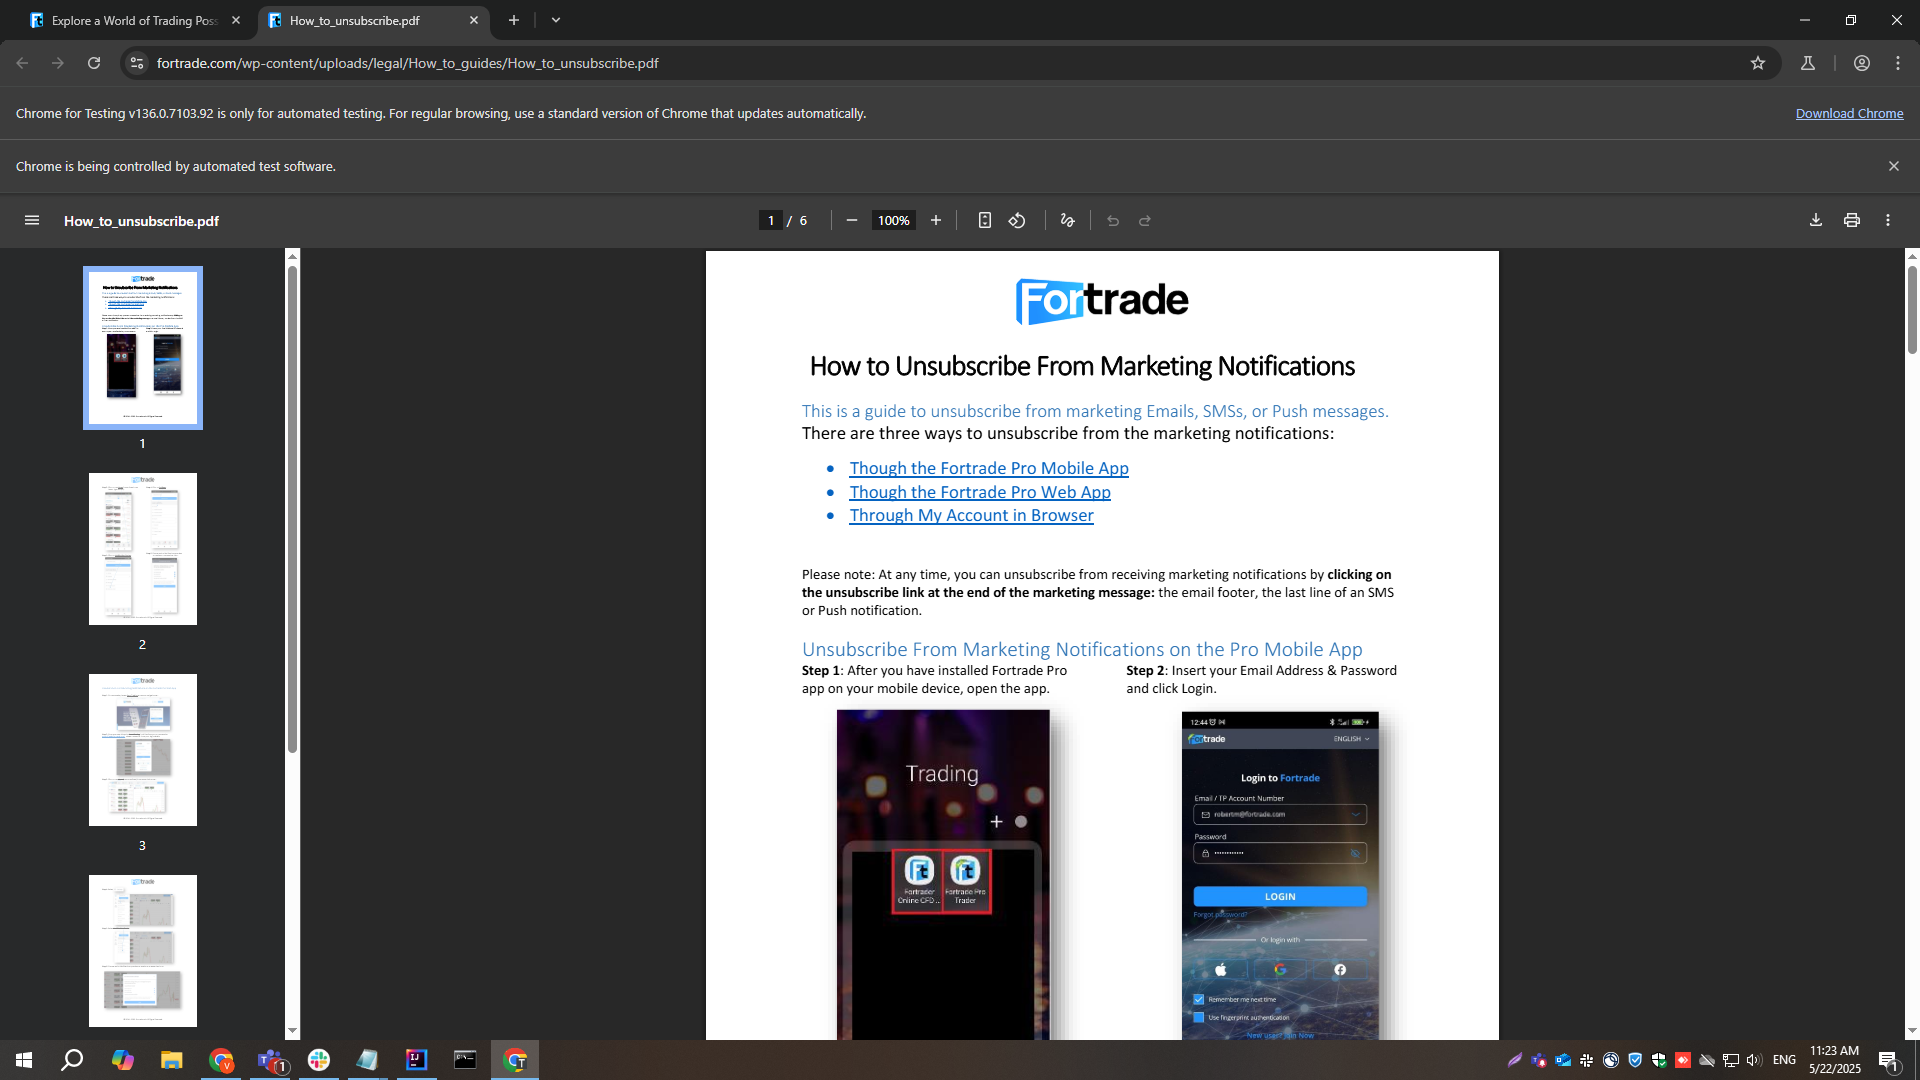 Explore a World of Trading Poss
How_to_unsubscribe.pdf
fortrade.com/wp-content/uploads/legal/How_to_guides/How_to_unsubscribe.pdf
Chrome for Testing v136.0.7103.92 is only for automated testing. For regular browsing, use a standard version of Chrome that updates automatically.
Download Chrome
Chrome is being controlled by automated test software.
How_to_unsubscribe.pdf
1 / 6
100%
1
2
3
Fortrade
How to Unsubscribe From Marketing Notifications
This is a guide to unsubscribe from marketing Emails, SMSs, or Push messages.
There are three ways to unsubscribe from the marketing notifications:
• Though the Fortrade Pro Mobile App
• Though the Fortrade Pro Web App
• Through My Account in Browser
Please note: At any time, you can unsubscribe from receiving marketing notifications by clicking on
the unsubscribe link at the end of the marketing message: the email footer, the last line of an SMS
or Push notification.
Unsubscribe From Marketing Notifications on the Pro Mobile App
Step 1: After you have installed Fortrade Pro
app on your mobile device, open the app.
Step 2: Insert your Email Address & Password
and click Login.
Trading
Fortrader
Online CFD ...
Fortrade Pro
Trader
12:44
Fortrade
ENGLISH
Login to Fortrade
Email / TP Account Number
robertm@fortrade.com
Password
LOGIN
Forgot password?
Or login with
Remember me next time
Use fingerprint authentication
New user? Join Now
ENG
11:23 AM
5/22/2025